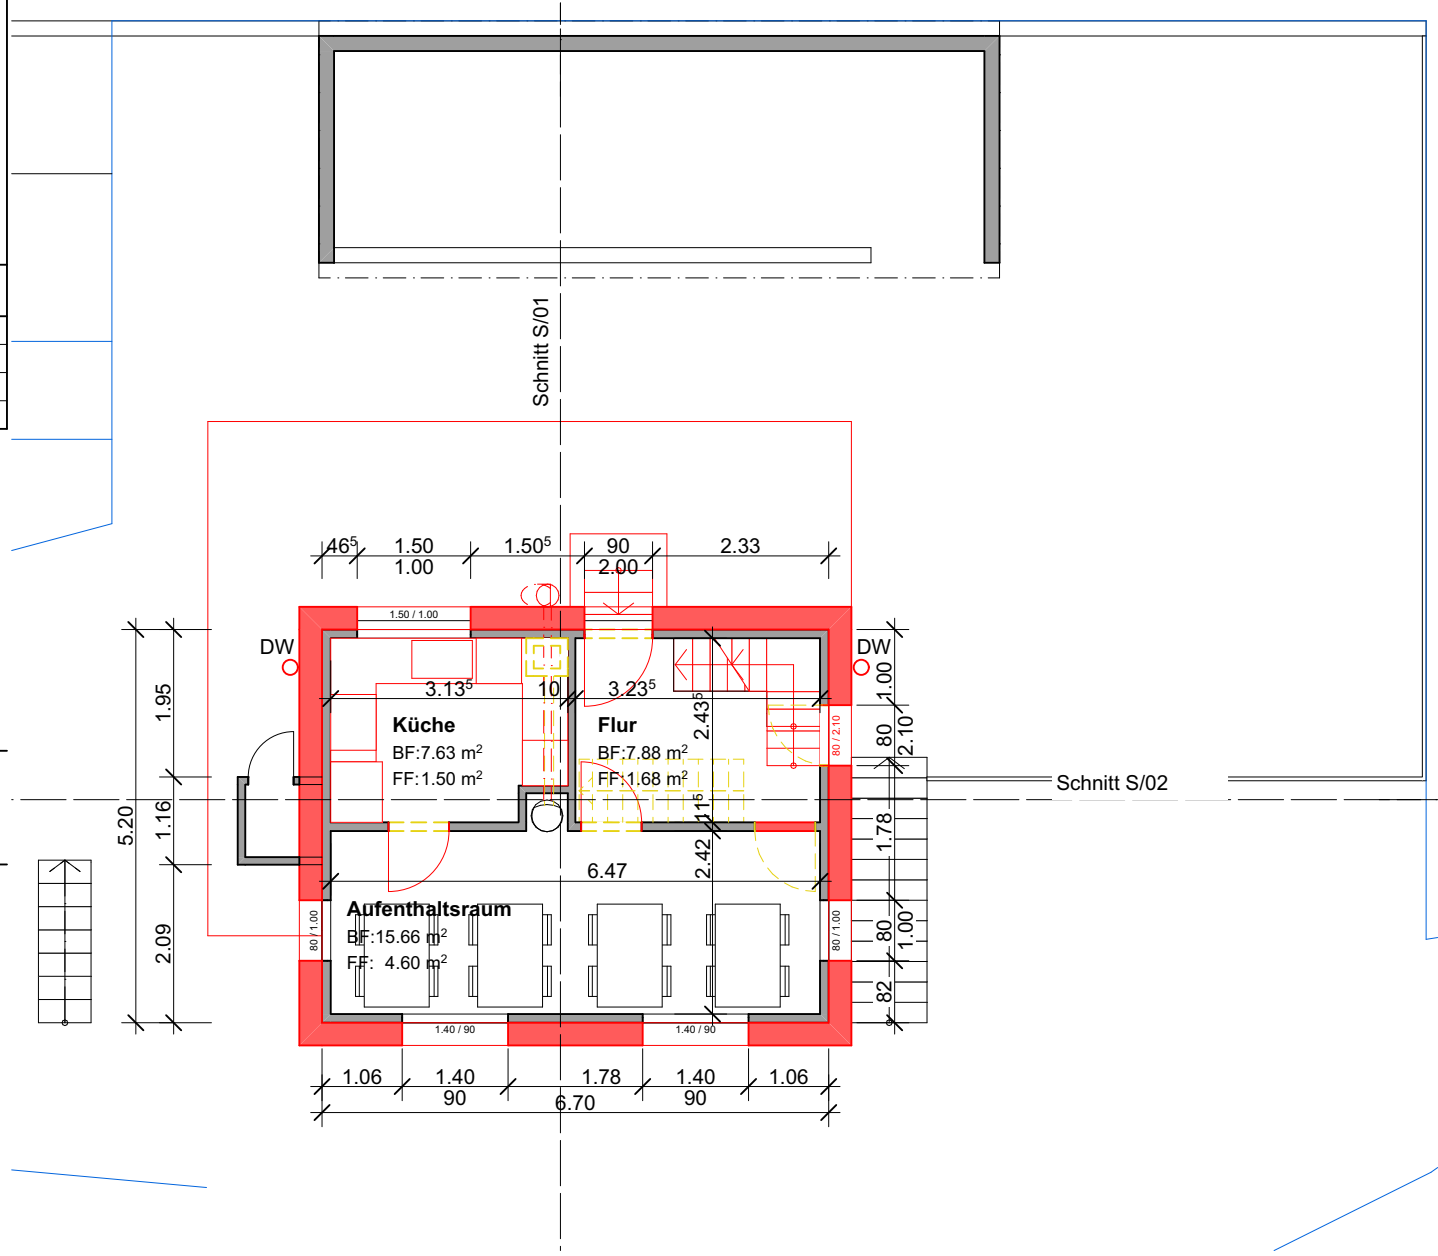 Schnitt S/01
46⁵ 1.50 1.50⁵ 90 2.33
1.00 2.00
1.50 / 1.00
DW
DW
3.13⁵ 10 3.23⁵
Küche
BF:7.63 m²
FF:1.50 m²
Flur
BF:7.88 m²
FF:1.68 m²
2.43⁵
11⁵
2.42
80 / 2.10
1.00
80
2.10
1.78
80
1.00
82
Schnitt S/02
1.95
1.16
2.09
5.20
6.47
Aufenthaltsraum
BF:15.66 m²
FF: 4.60 m²
80 / 1.00
80 / 1.00
1.40 / 90
1.40 / 90
1.06 1.40 1.78 1.40 1.06
90 6.70 90